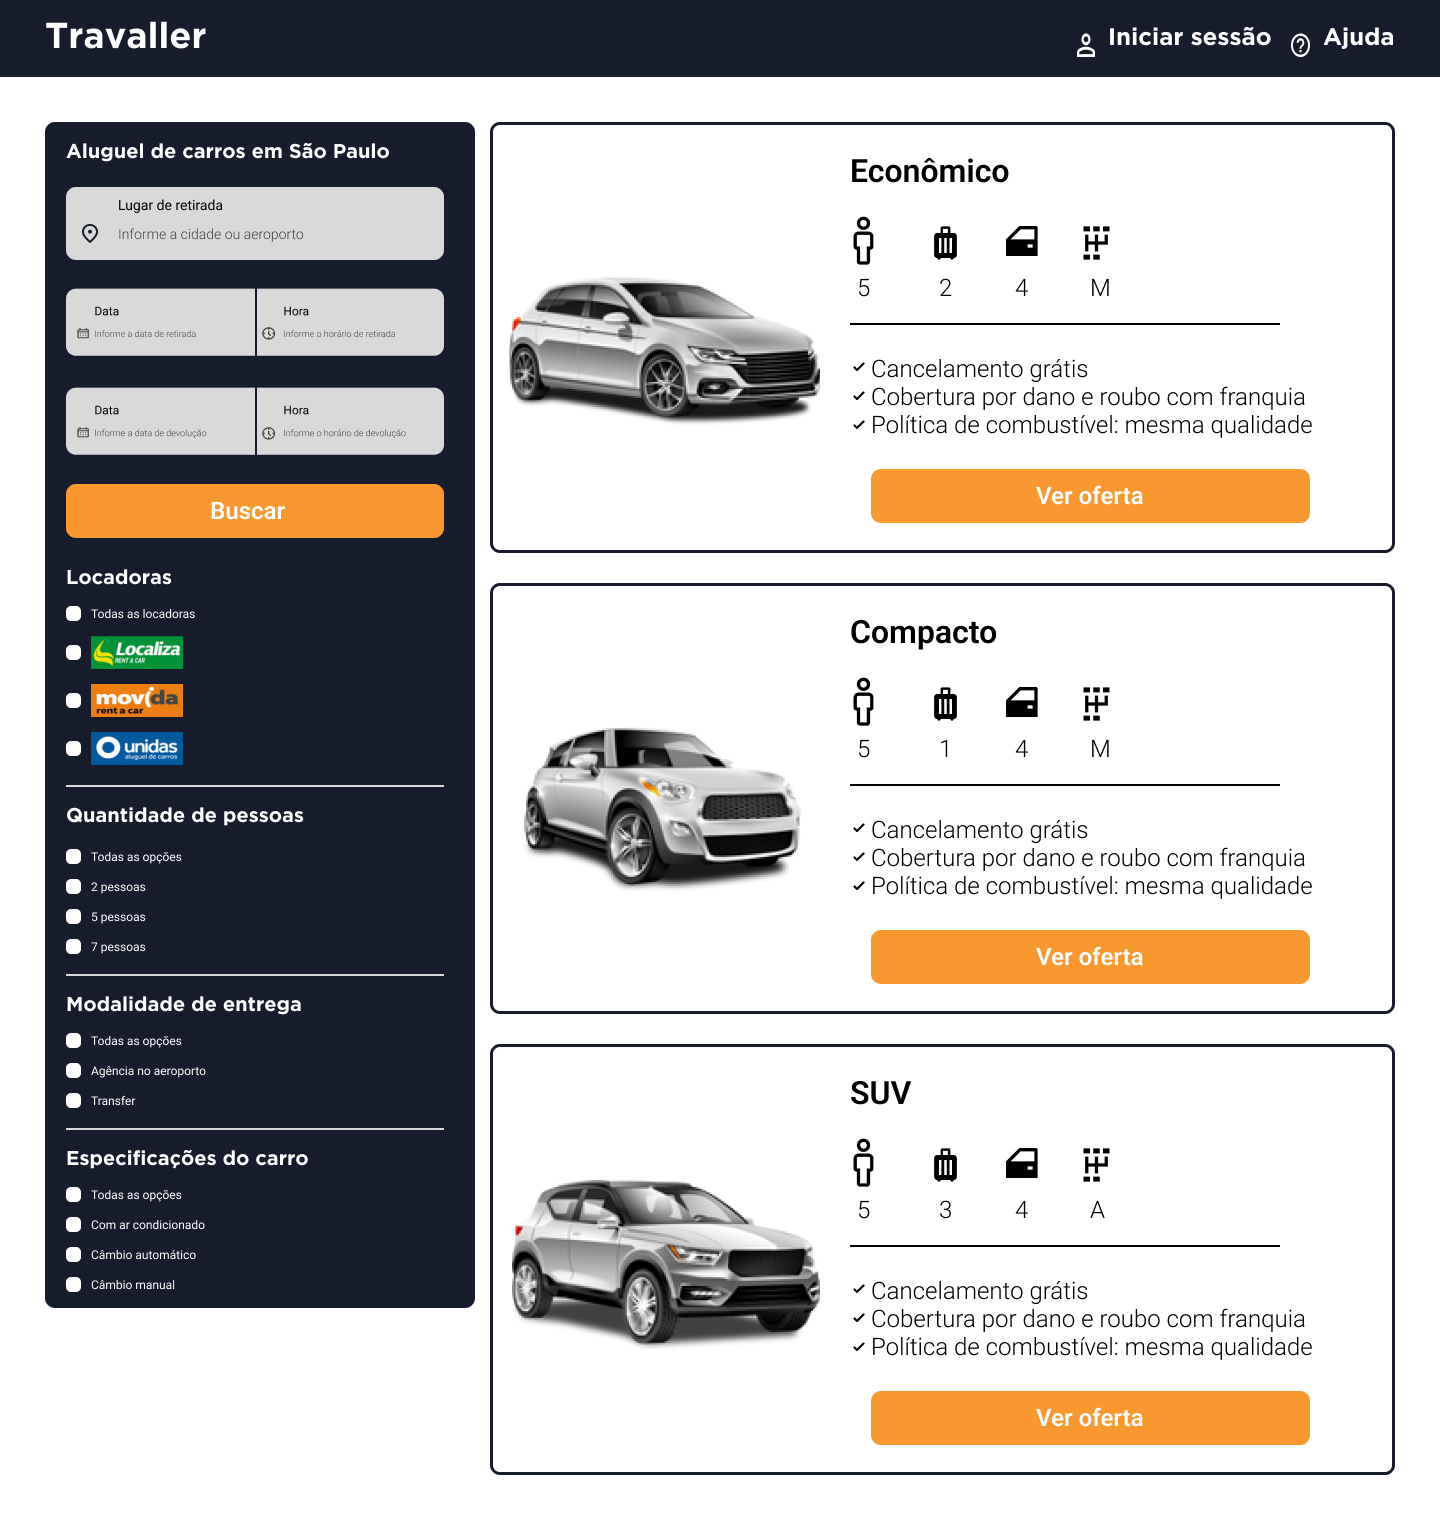 Travaller
Iniciar sessão
Ajuda
Aluguel de carros em São Paulo
Lugar de retirada
Informe a cidade ou aeroporto
Data
Informe a data de retirada
Hora
Informe o horário de retirada
Data
Informe a data de devolução
Hora
Informe o horário de devolução
Buscar
Locadoras
Todas as locadoras
Localiza
RENT A CAR
movida
rent a car
unidas
aluguel de carros
Quantidade de pessoas
Todas as opções
2 pessoas
5 pessoas
7 pessoas
Modalidade de entrega
Todas as opções
Agência no aeroporto
Transfer
Especificações do carro
Todas as opções
Com ar condicionado
Câmbio automático
Câmbio manual
Econômico
5 2 4 M
Cancelamento grátis
Cobertura por dano e roubo com franquia
Política de combustível: mesma qualidade
Ver oferta
Compacto
5 1 4 M
Cancelamento grátis
Cobertura por dano e roubo com franquia
Política de combustível: mesma qualidade
Ver oferta
SUV
5 3 4 A
Cancelamento grátis
Cobertura por dano e roubo com franquia
Política de combustível: mesma qualidade
Ver oferta